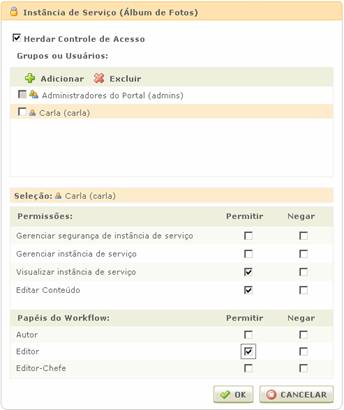 Instância de Serviço (Álbum de Fotos)
Herdar Controle de Acesso
Grupos ou Usuários:
Adicionar Excluir
Administradores do Portal (admins)
Carla (carla)
Seleção: Carla (carla)
Permissões: Permitir Negar
Gerenciar segurança de instância de serviço
Gerenciar instância de serviço
Visualizar instância de serviço
Editar Conteúdo
Papéis do Workflow: Permitir Negar
Autor
Editor
Editor-Chefe
OK CANCELAR